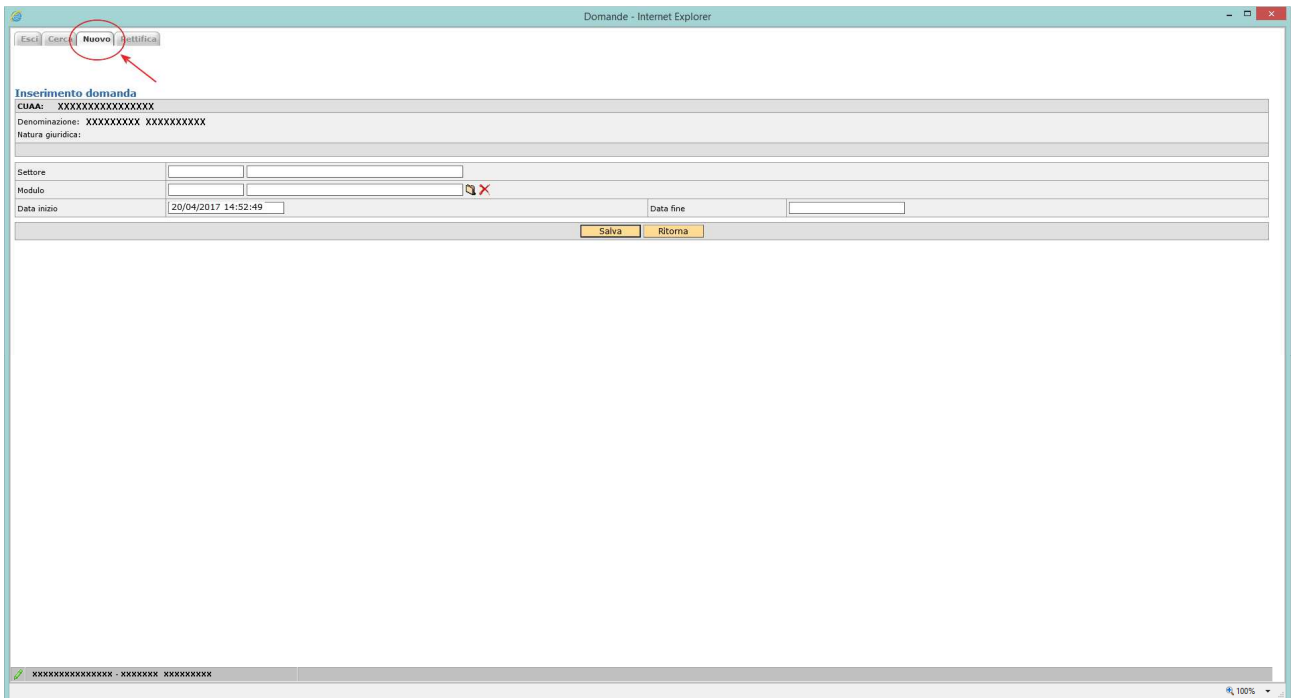 Domande - Internet Explorer
Esci Cerca Nuovo Rettifica
Inserimento domanda
CUAA: XXXXXXXXXXXXXXXX
Denominazione: XXXXXXXXX XXXXXXXXXX
Natura giuridica:
Settore
Modulo
Data inizio 20/04/2017 14:52:49 Data fine
Salva Ritorna
XXXXXXXXXXXXXXX - XXXXXXX XXXXXXXXX
100%